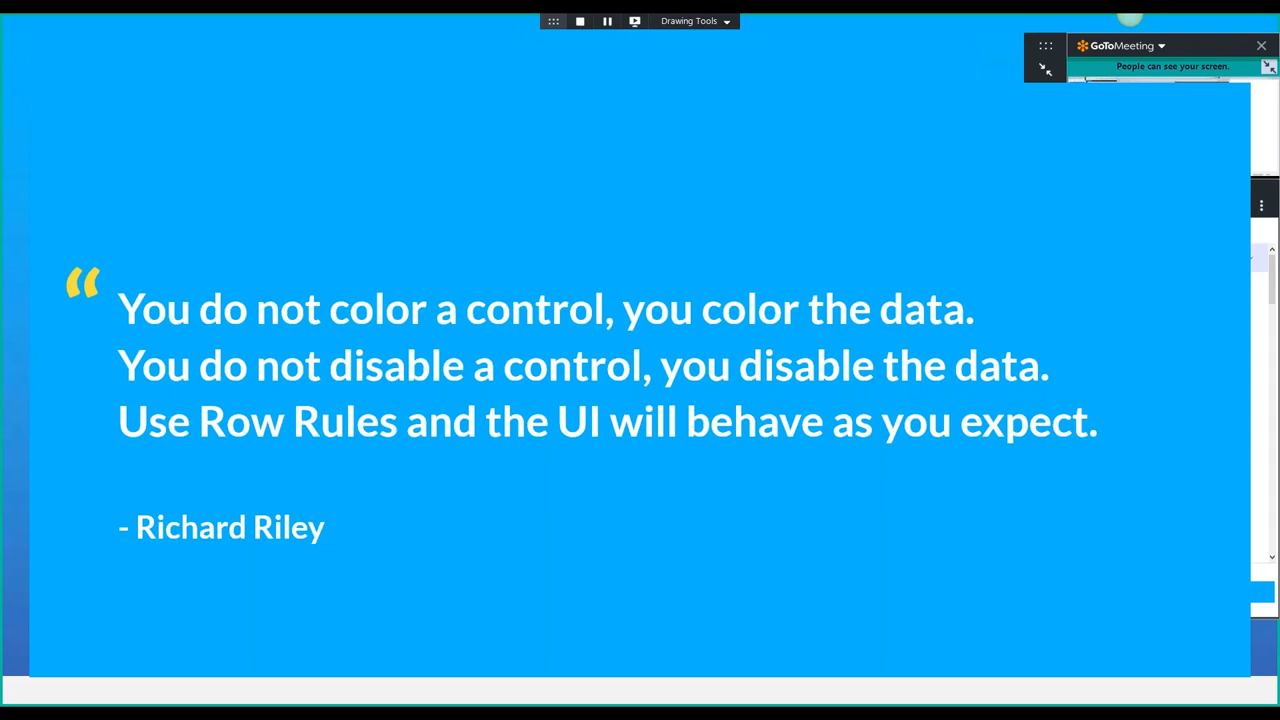 Drawing Tools
GoToMeeting
People can see your screen.
“
You do not color a control, you color the data.
You do not disable a control, you disable the data.
Use Row Rules and the UI will behave as you expect.
- Richard Riley